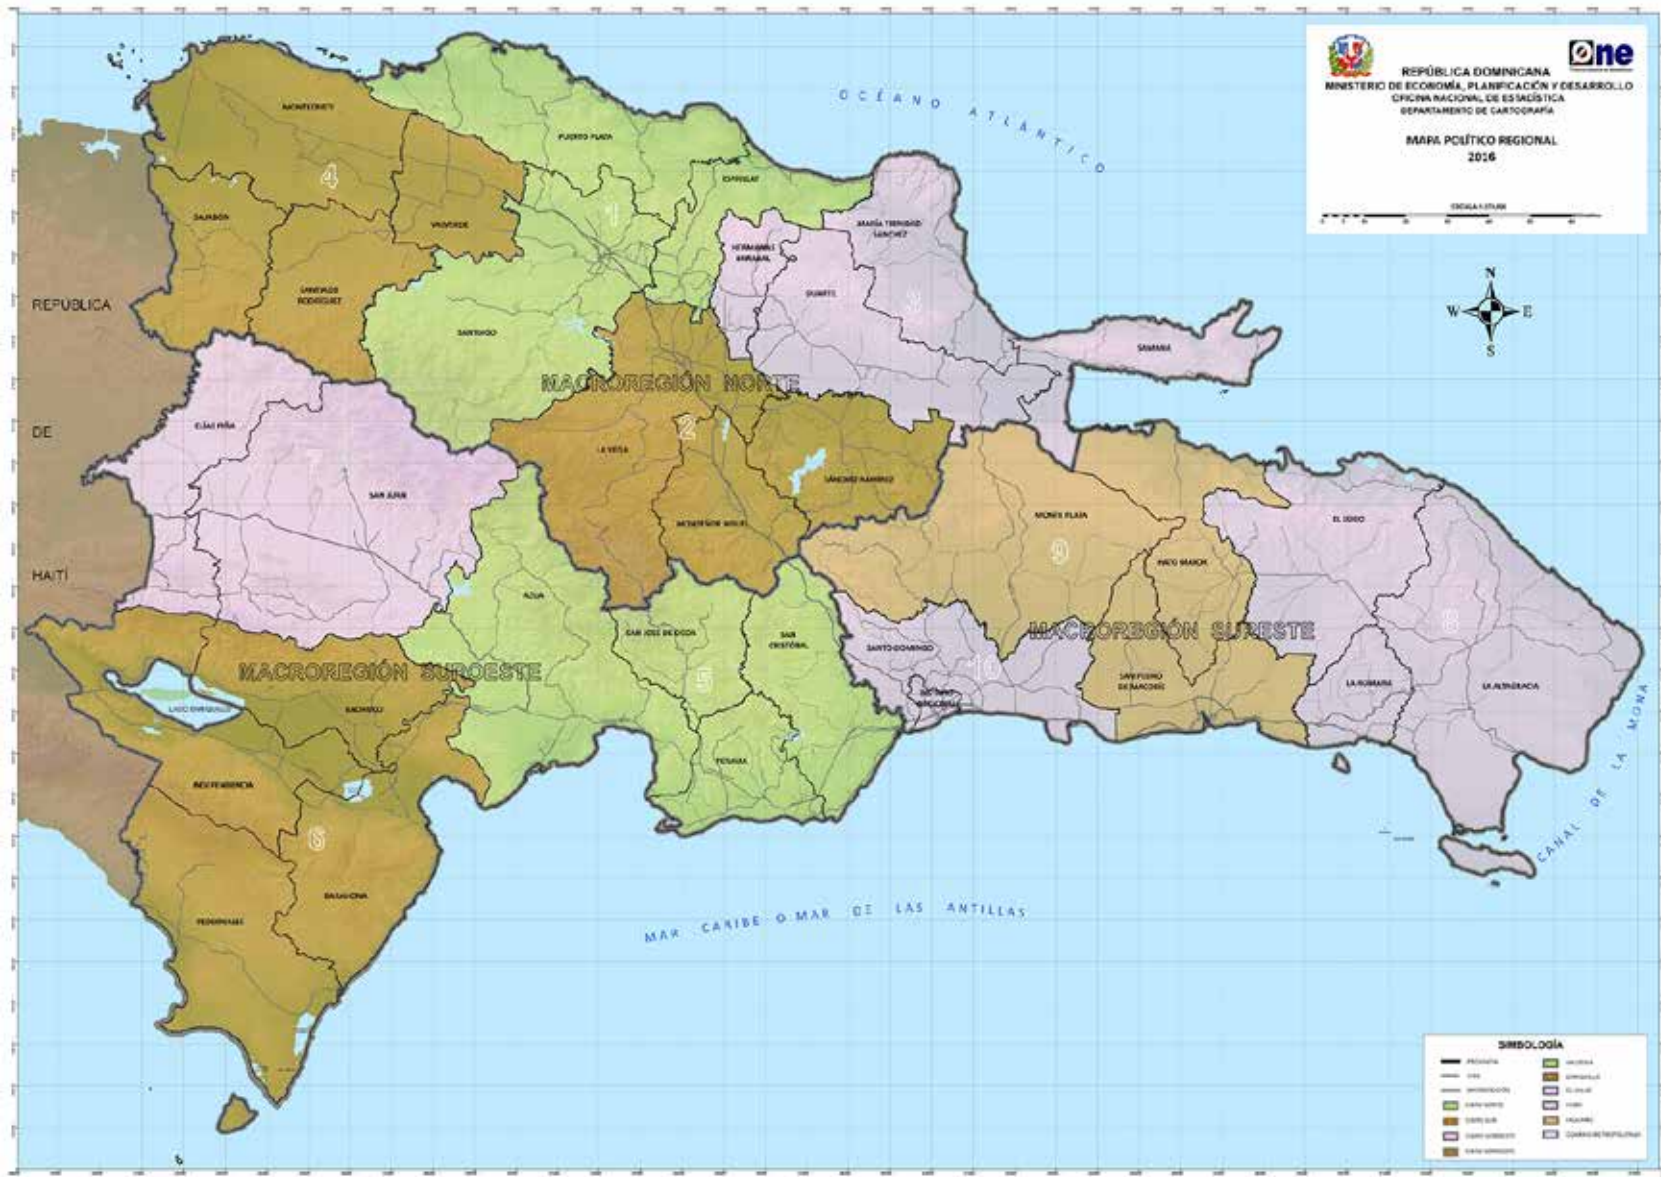 One
REPÚBLICA DOMINICANA
MINISTERIO DE ECONOMÍA, PLANIFICACIÓN Y DESARROLLO
OFICINA NACIONAL DE ESTADÍSTICA
DEPARTAMENTO DE CARTOGRAFÍA
MAPA POLÍTICO REGIONAL
2016
OCÉANO ATLÁNTICO
MONTECRISTI
PUERTO PLATA
ESPAILLAT
4
1
DAJABÓN
VALVERDE
MARÍA TRINIDAD
SÁNCHEZ
HERMANAS
MIRABAL
REPÚBLICA
SANTIAGO
RODRÍGUEZ
DUARTE
3
N
W E
S
SANTIAGO
SAMANÁ
MACROREGIÓN NORTE
DE
ELÍAS PIÑA
2
LA VEGA
7
SAN JUAN
SÁNCHEZ RAMÍREZ
MONSEÑOR NOUEL
MONTE PLATA
EL SEIBO
9
HATO MAYOR
HAITÍ
AZUA
SAN JOSE DE OCOA
SAN
CRISTÓBAL
MACROREGIÓN SURESTE
8
SANTO DOMINGO
10
MACROREGIÓN SUROESTE
5
SAN PEDRO
DE MACORÍS
LA ROMANA
LA ALTAGRACIA
LAGO ENRIQUILLO
BAHORUCO
PERAVIA
INDEPENDENCIA
6
BARAHONA
PEDERNALES
CANAL DE LA MONA
MAR CARIBE O MAR DE LAS ANTILLAS
SIMBOLOGÍA